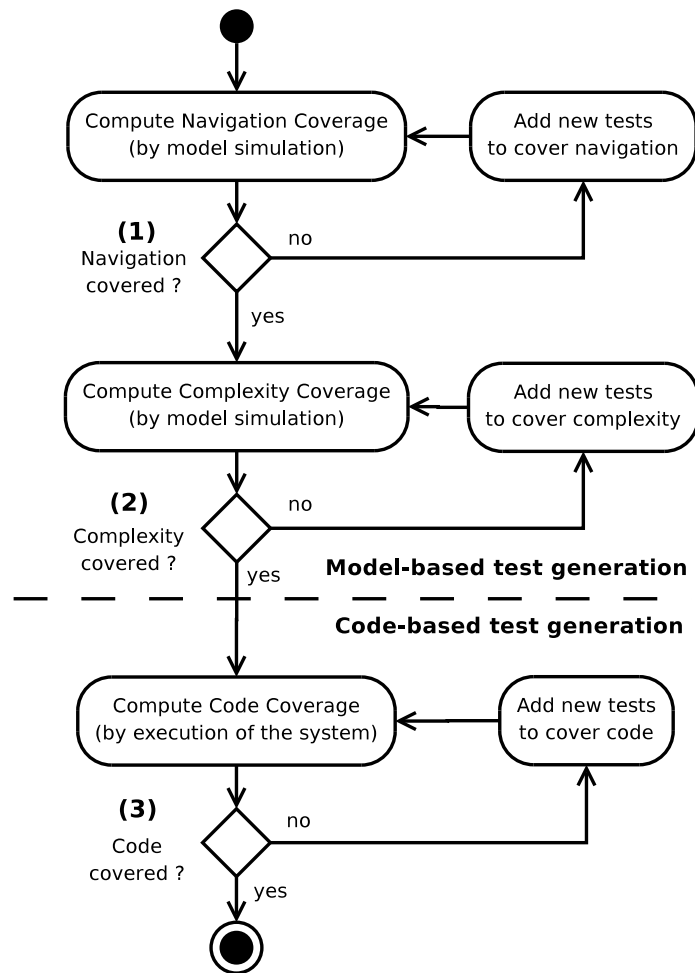 Compute Navigation Coverage
(by model simulation)
Add new tests
to cover navigation
(1)
Navigation
covered ?
no
yes
Compute Complexity Coverage
(by model simulation)
Add new tests
to cover complexity
(2)
Complexity
covered ?
no
yes
Model-based test generation
Code-based test generation
Compute Code Coverage
(by execution of the system)
Add new tests
to cover code
(3)
Code
covered ?
no
yes